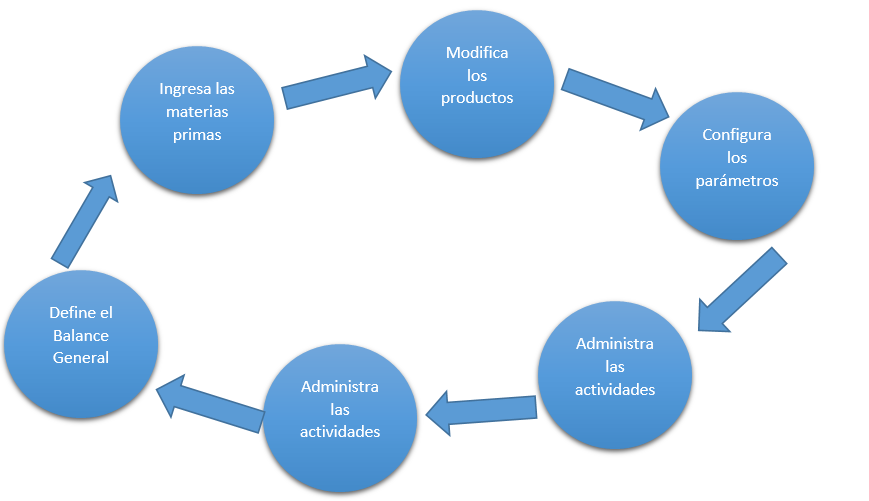 Ingresa las
materias
primas
Modifica
los
productos
Configura
los
parámetros
Administra
las
actividades
Administra
las
actividades
Define el
Balance
General